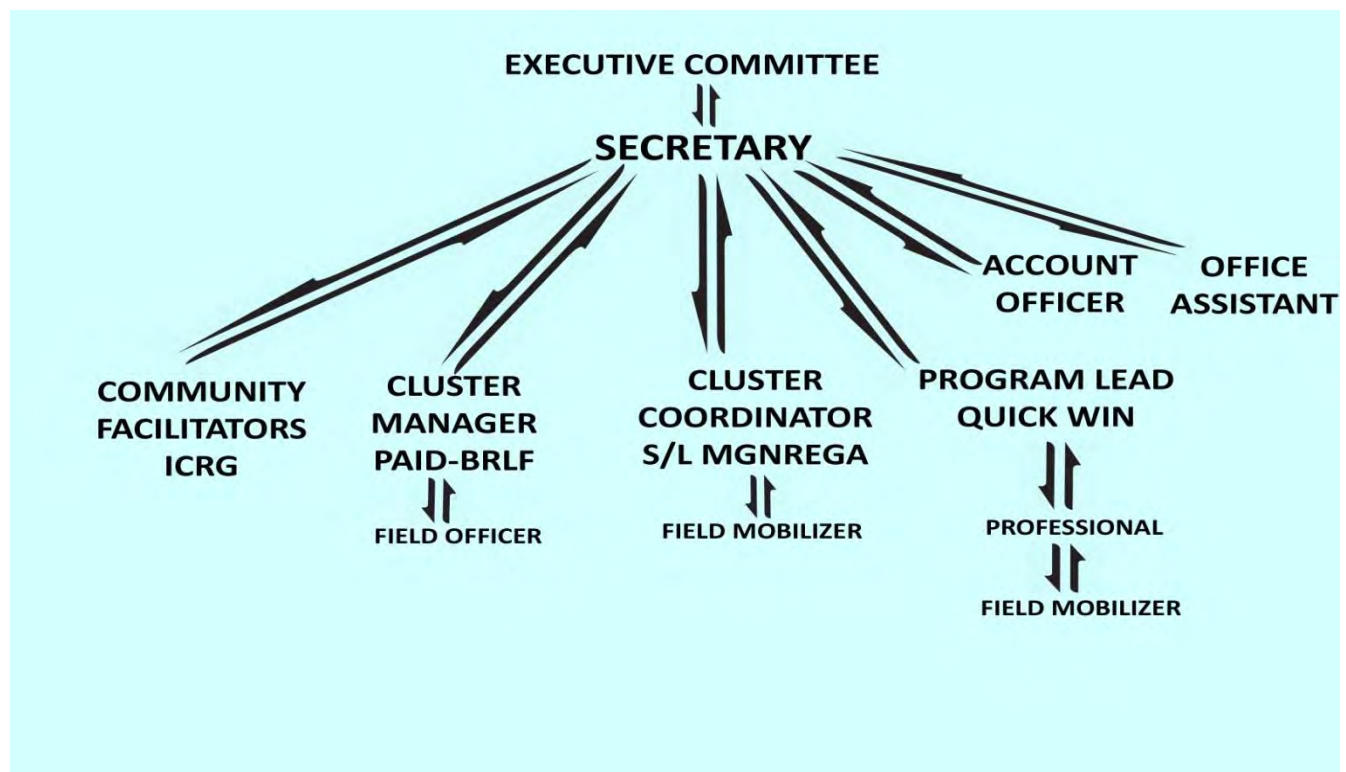 EXECUTIVE COMMITTEE
SECRETARY
ACCOUNT
OFFICER
OFFICE
ASSISTANT
COMMUNITY
FACILITATORS
ICRG
CLUSTER
MANAGER
PAID-BRLF
FIELD OFFICER
CLUSTER
COORDINATOR
S/L MGNREGA
FIELD MOBILIZER
PROGRAM LEAD
QUICK WIN
PROFESSIONAL
FIELD MOBILIZER